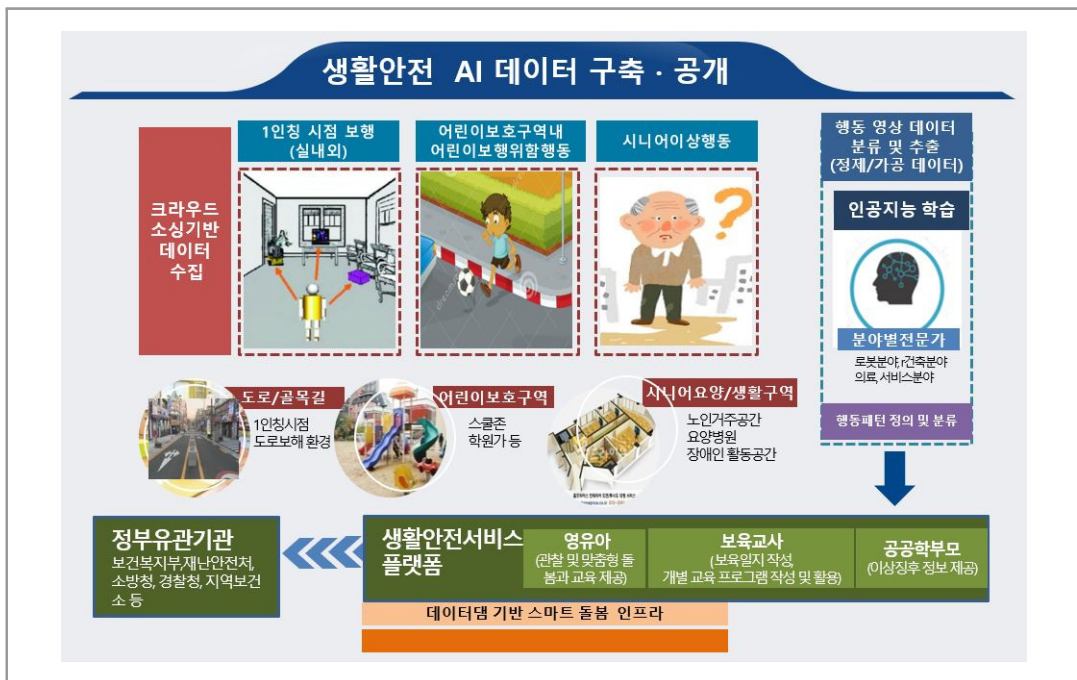 생활안전 AI 데이터 구축 · 공개
크라우드
소싱기반
데이터
수집
1인칭 시점 보행
(실내외)
어린이보호구역내
어린이보행위함행동
시니어이상행동
행동 영상 데이터
분류 및 추출
(정제/가공 데이터)
인공지능 학습
분야별전문가
로봇분야, r건축분야
의료, 서비스분야
행동패턴 정의 및 분류
도로/골목길
1인칭시점
도로보해 환경
어린이보호구역
스쿨존
학원가 등
시니어요양/생활구역
노인거주공간
요양병원
장애인 활동공간
정부유관기관
보건복지부,재난안전처,
소방청, 경찰청, 지역보건
소 등
생활안전서비스
플랫폼
영유아
(관찰 및 맞춤형 돌
봄과 교육 제공)
보육교사
(보육일지 작성,
개별 교육 프로그램 작성 및 활용)
공공학부모
(이상징후 정보 제공)
데이터댐 기반 스마트 돌봄 인프라